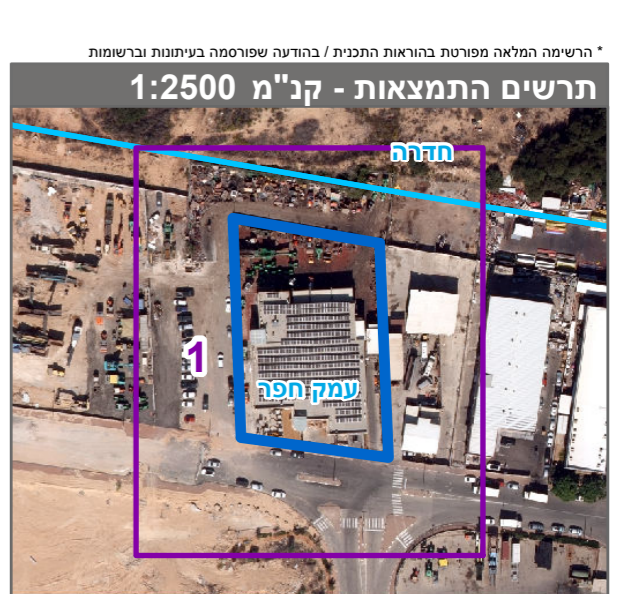 * הרשימה המלאה מפורטת בהוראות התכנית / בהודעה שפורסמה בעיתונות וברשומות
תרשים התמצאות - קנ"מ 1:2500
חדרה
1
עמק חפר